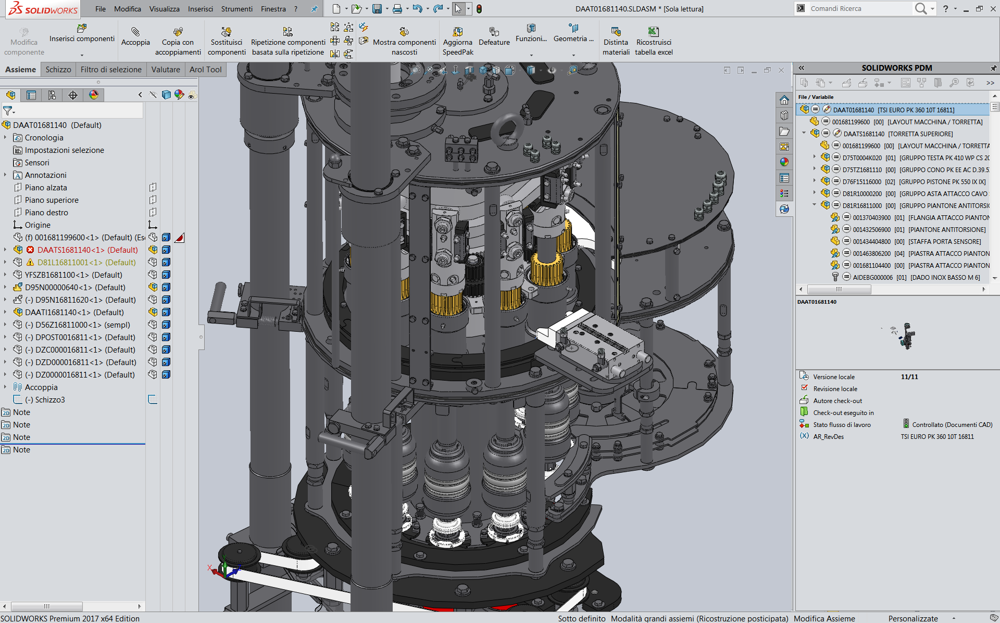 SOLIDWORKS
File Modifica Visualizza Inserisci Strumenti Finestra ?
DAAT01681140.SLDASM * [Sola lettura]
Comandi Ricerca
Modifica componente
Inserisci componenti
Accoppia
Copia con accoppiamenti
Sostituisci componenti
Ripetizione componenti basata sulla ripetizione
Mostra componenti nascosti
Aggiorna SpeedPak
Defeature
Funzioni...
Geometria ...
Distinta materiali
Ricostruisci tabella excel
Assieme Schizzo Filtro di selezione Valutare Arol Tool
DAAT01681140 (Default)
Cronologia
Impostazioni selezione
Sensori
Annotazioni
Piano alzata
Piano superiore
Piano destro
Origine
(f) 001681199600<1> (Default) (Es
DAATS1681140<1> (Default)
D81L16811001<1> (Default)
YFSZB1681100<1> (Default)
D95N00000640<1> (Default)
(-) D95N16811620<1> (Default)
DAATI1681140<1> (Default)
(-) D56Z16811000<1> (sempl)
(-) DPOST0016811<1> (Default)
(-) DZC000016811<1> (Default)
(-) DZD000016811<1> (Default)
(-) DZ0000016811<1> (Default)
Accoppia
(-) Schizzo3
Note
Note
Note
Note
X
SOLIDWORKS PDM
>>
File / Variabile
DAAT01681140 [TSI EURO PK 360 10T 16811]
001681199600 [00] [LAYOUT MACCHINA / TORRETTA]
DAATS1681140 [TORRETTA SUPERIORE]
001681199600 [00] [LAYOUT MACCHINA / TORRETTA
D75T0004K020 [01] [GRUPPO TESTA PK 410 WP CS 20
D75TZ1681110 [00] [GRUPPO CONO PK EE AC D.39.5
D76F15116000 [02] [GRUPPO PISTONE PK 550 IX IX]
D81R10000200 [00] [GRUPPO ASTA ATTACCO CAVO
D81R16811000 [00] [GRUPPO PIANTONE ANTITORSIO
001370403900 [01] [FLANGIA ATTACCO PIANTON
001432506900 [01] [PIANTONE ANTITORSIONE]
001434404800 [00] [STAFFA PORTA SENSORE]
001463806200 [04] [PIASTRA ATTACCO PIANTON
001681104400 [00] [PIASTRA ATTACCO PIANTON
AIDEBG000006 [01] [DADO INOX BASSO M 6]
DAAT01681140
Versione locale 11/11
Revisione locale
Autore check-out
Check-out eseguito in
Stato flusso di lavoro Controllato (Documenti CAD)
AR_RevDes TSI EURO PK 360 10T 16811
SOLIDWORKS Premium 2017 x64 Edition
Sotto definito Modalità grandi assiemi (Ricostruzione posticipata) Modifica Assieme Personalizzate